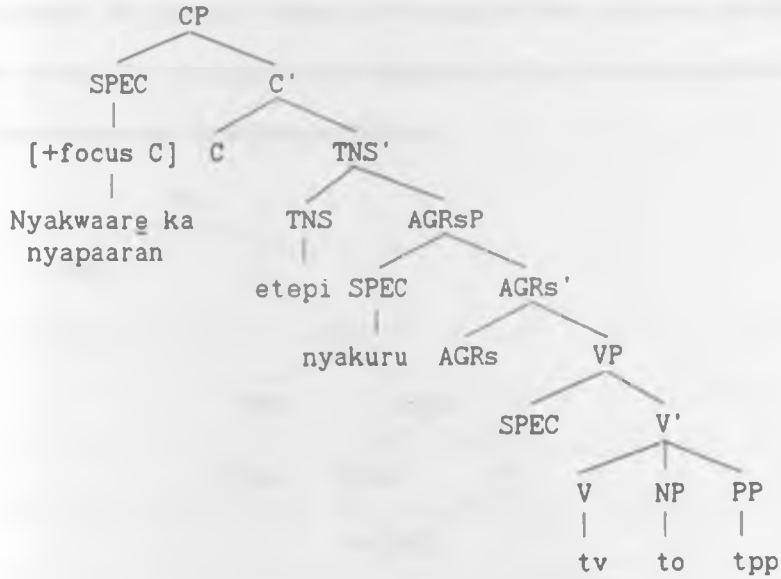 CP
SPEC C'
[+focus C] C TNS'
Nyakwaare ka TNS AGRsP
nyapaaran
etepi SPEC AGRs'
nyakuru AGRs VP
SPEC V'
V NP PP
tv to tpp